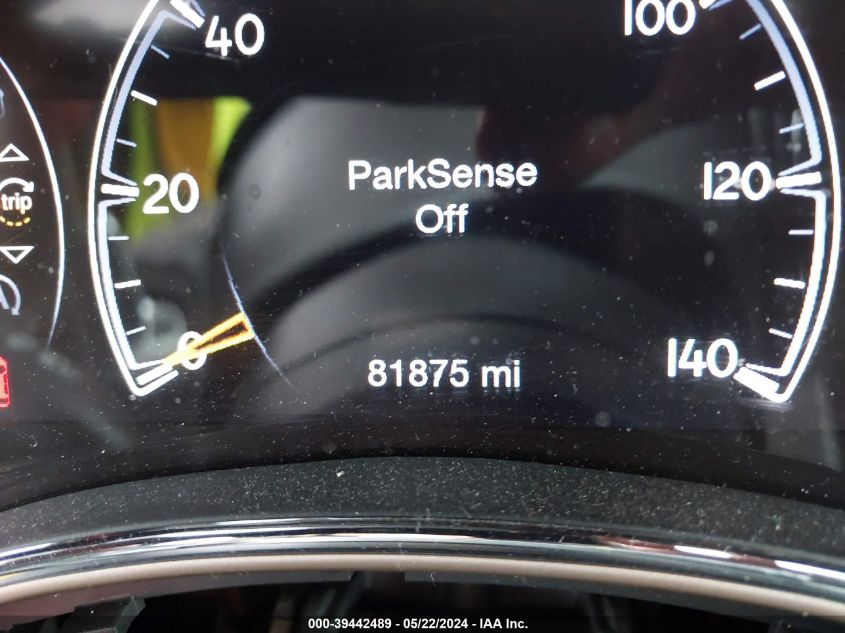 40
100
ParkSense
Off
20
120
trip
0
140
81875 mi
000-39442489 - 05/22/2024 - IAA Inc.